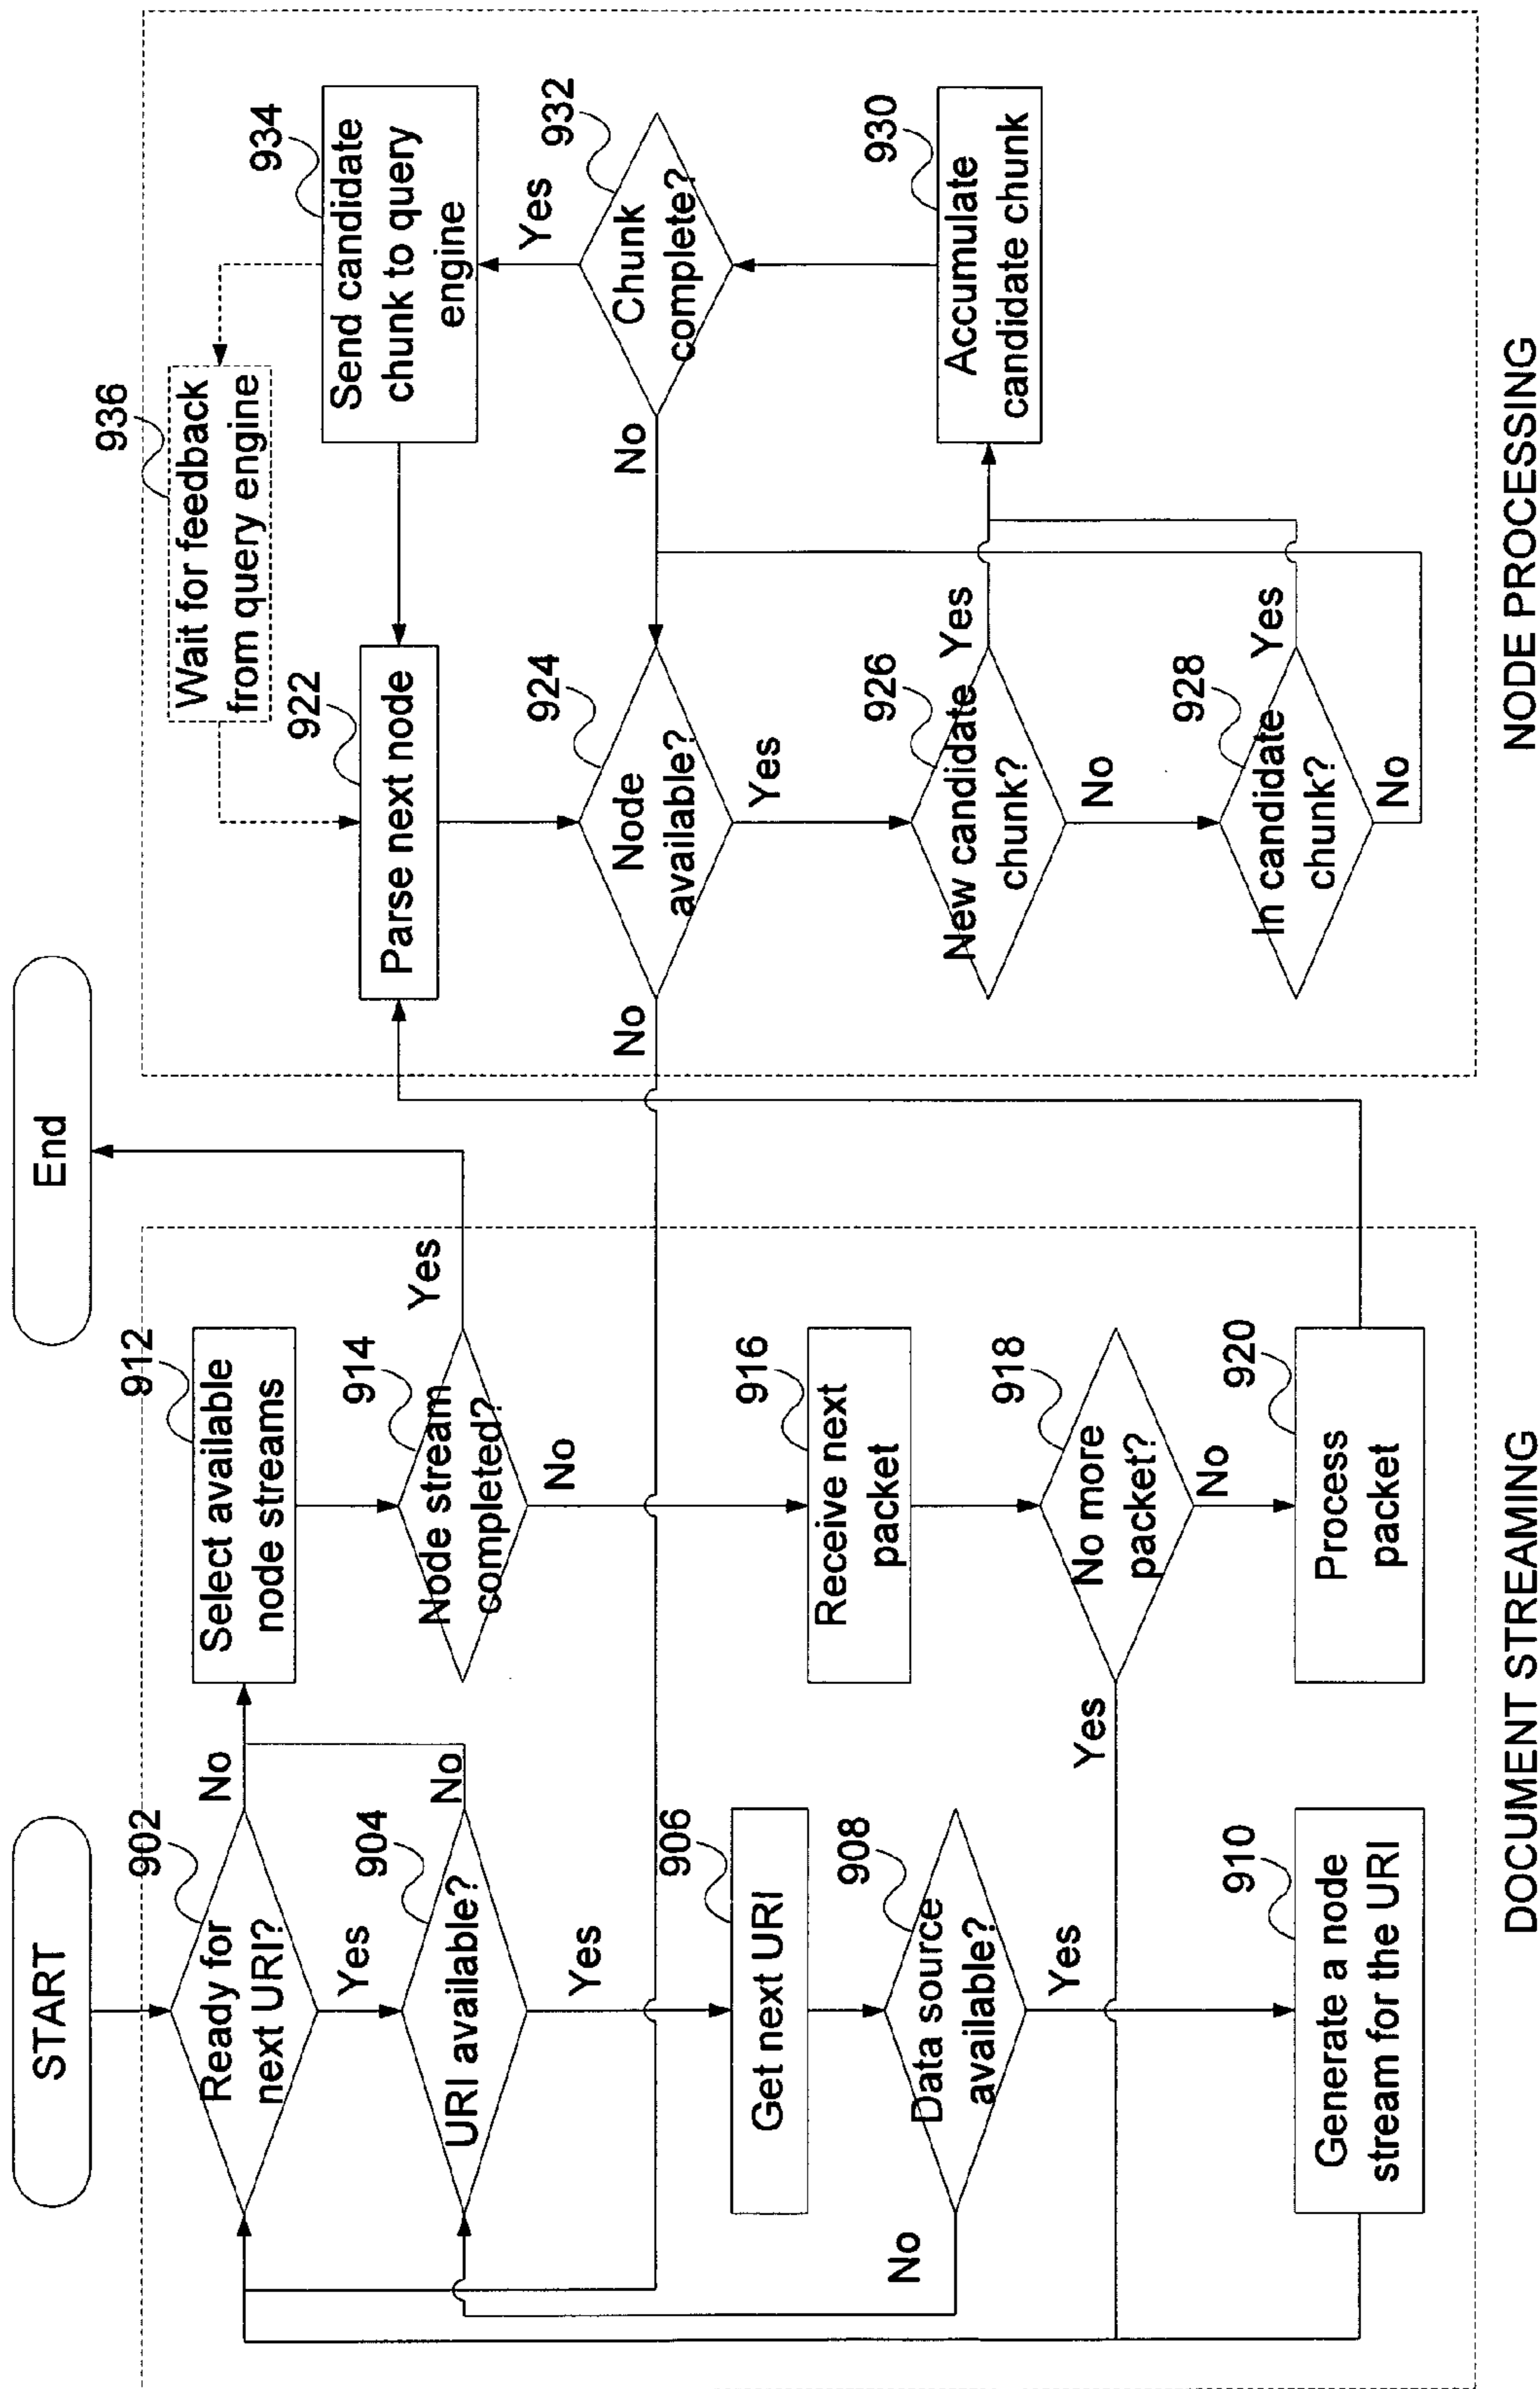 START
End
902
Ready for
next URI?
No
Yes
904
URI available?
No
Yes
906
Get next URI
908
Data source
available?
No
Yes
910
Generate a node
stream for the URI
912
Select available
node streams
914
Node stream
completed?
Yes
No
916
Receive next
packet
918
No more
packet?
Yes
No
920
Process
packet
DOCUMENT STREAMING
936
Wait for feedback
from query engine
922
Parse next node
924
Node
available?
No
Yes
926
New candidate
chunk?
Yes
No
928
In candidate
chunk?
Yes
No
934
Send candidate
chunk to query
engine
932
Chunk
complete?
Yes
No
930
Accumulate
candidate chunk
NODE PROCESSING